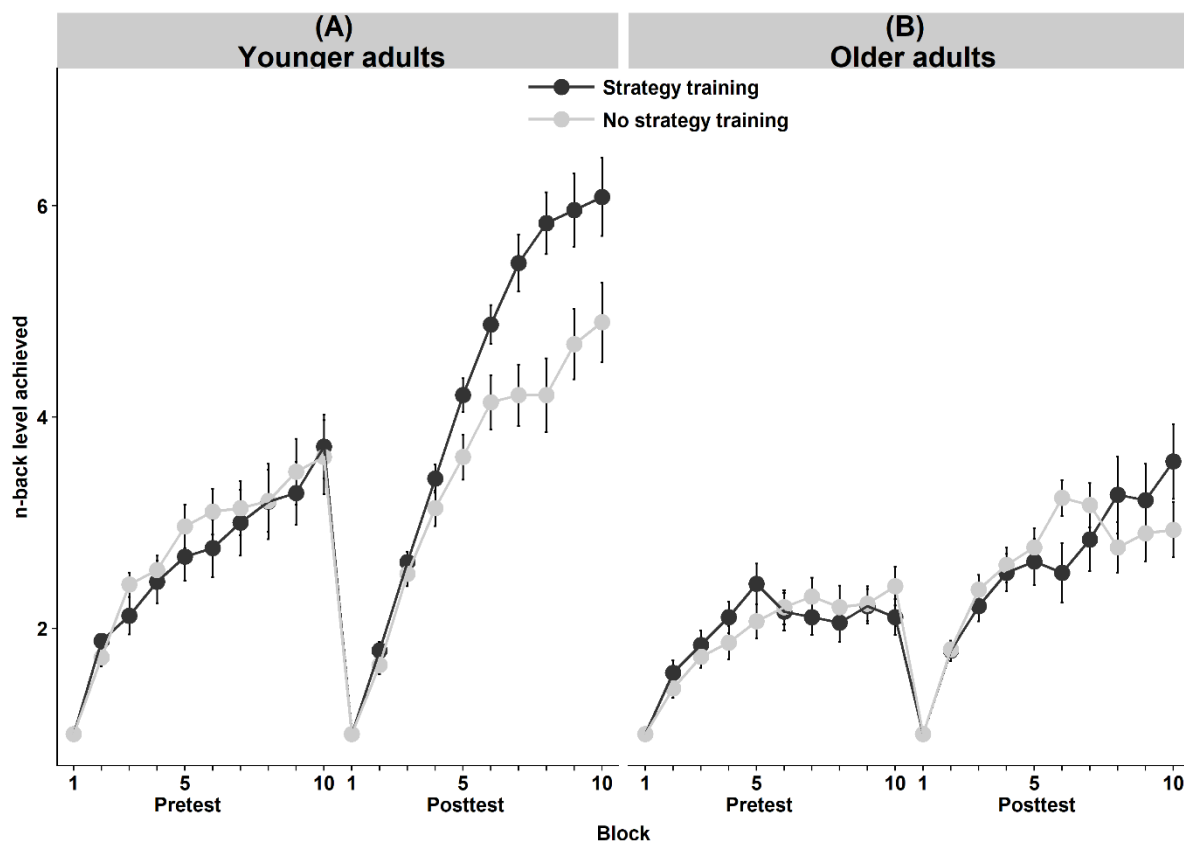 (A)
Younger adults
(B)
Older adults
Strategy training
No strategy training
n-back level achieved
6
4
2
1 5 10 1 5 10
Pretest Posttest
1 5 10 1 5 10
Pretest Posttest
Block